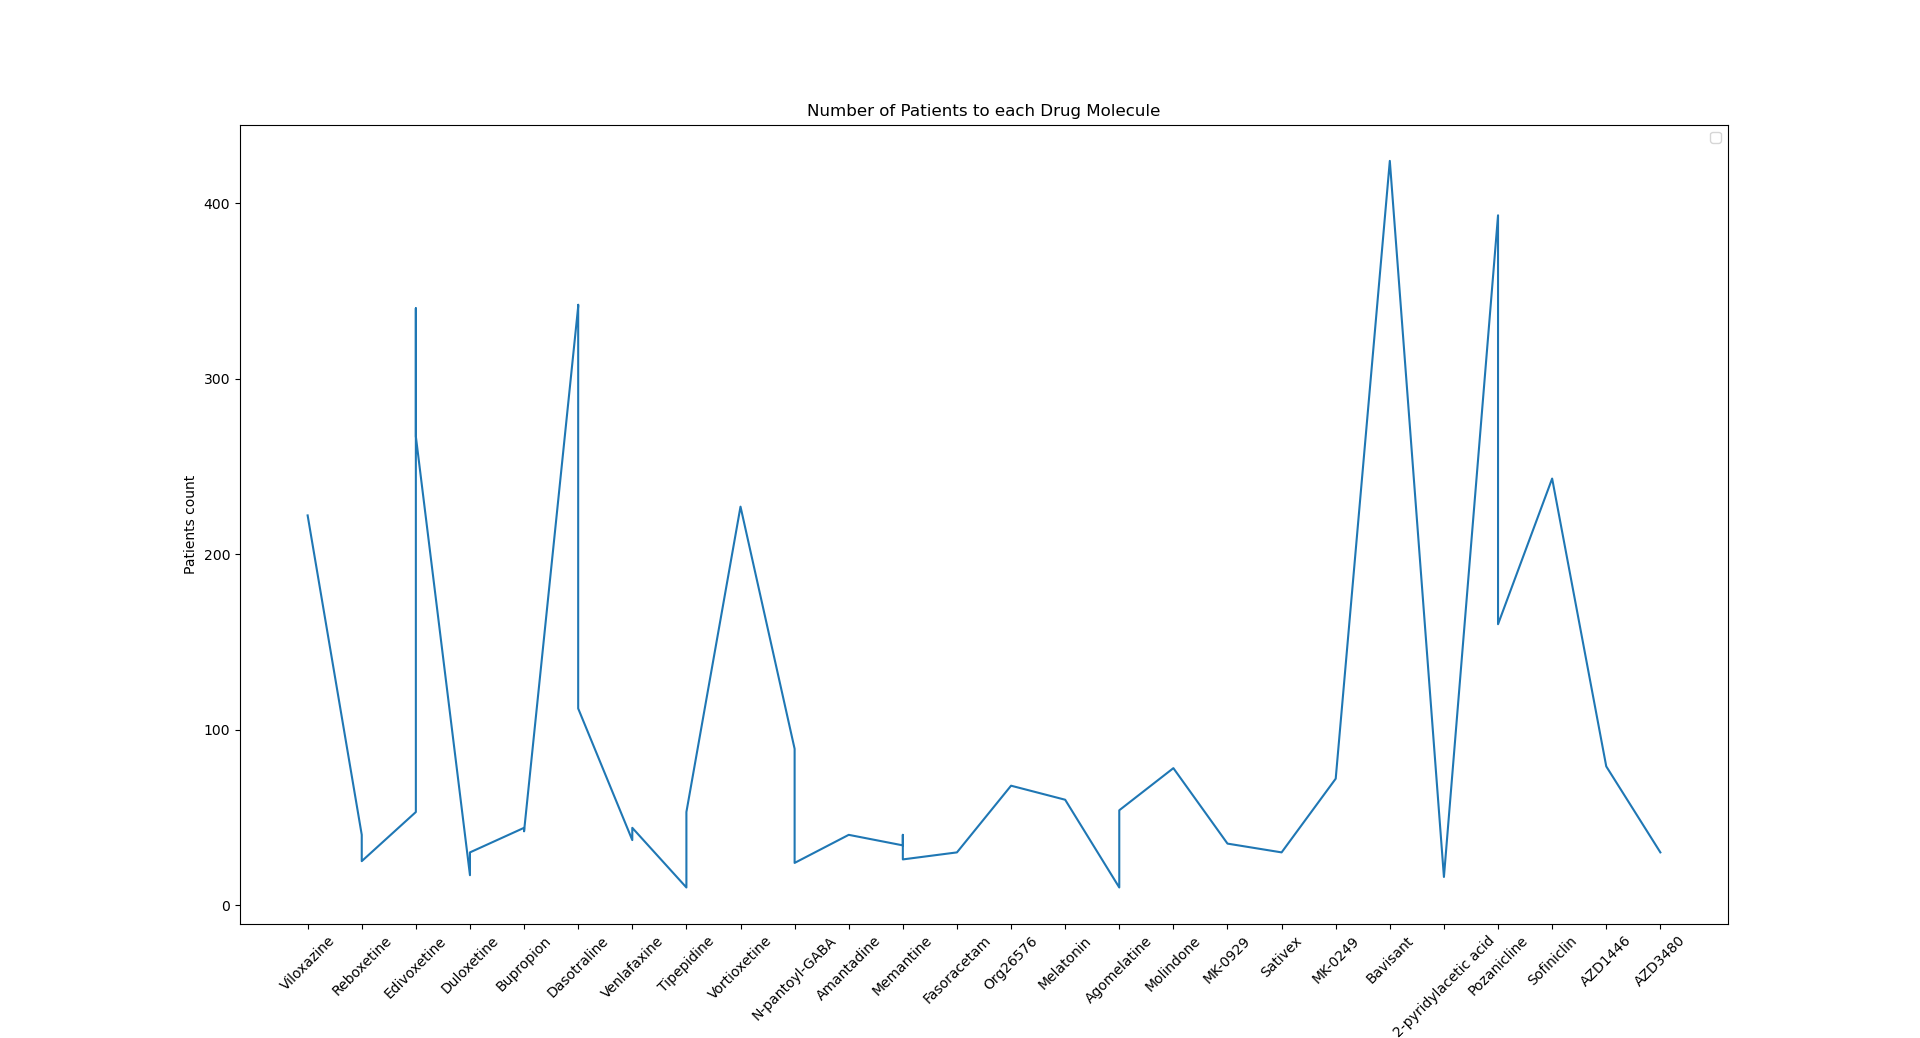 Number of Patients to each Drug Molecule
Patients count
400
300
200
100
0
Viloxazine
Reboxetine
Edivoxetine
Duloxetine
Bupropion
Dasotraline
Venlafaxine
Tipepidine
Vortioxetine
N-pantoyl-GABA
Amantadine
Memantine
Fasoracetam
Org26576
Melatonin
Agomelatine
Molindone
MK-0929
Sativex
MK-0249
Bavisant
2-pyridylacetic acid
Pozanicline
Sofiniclin
AZD1446
AZD3480